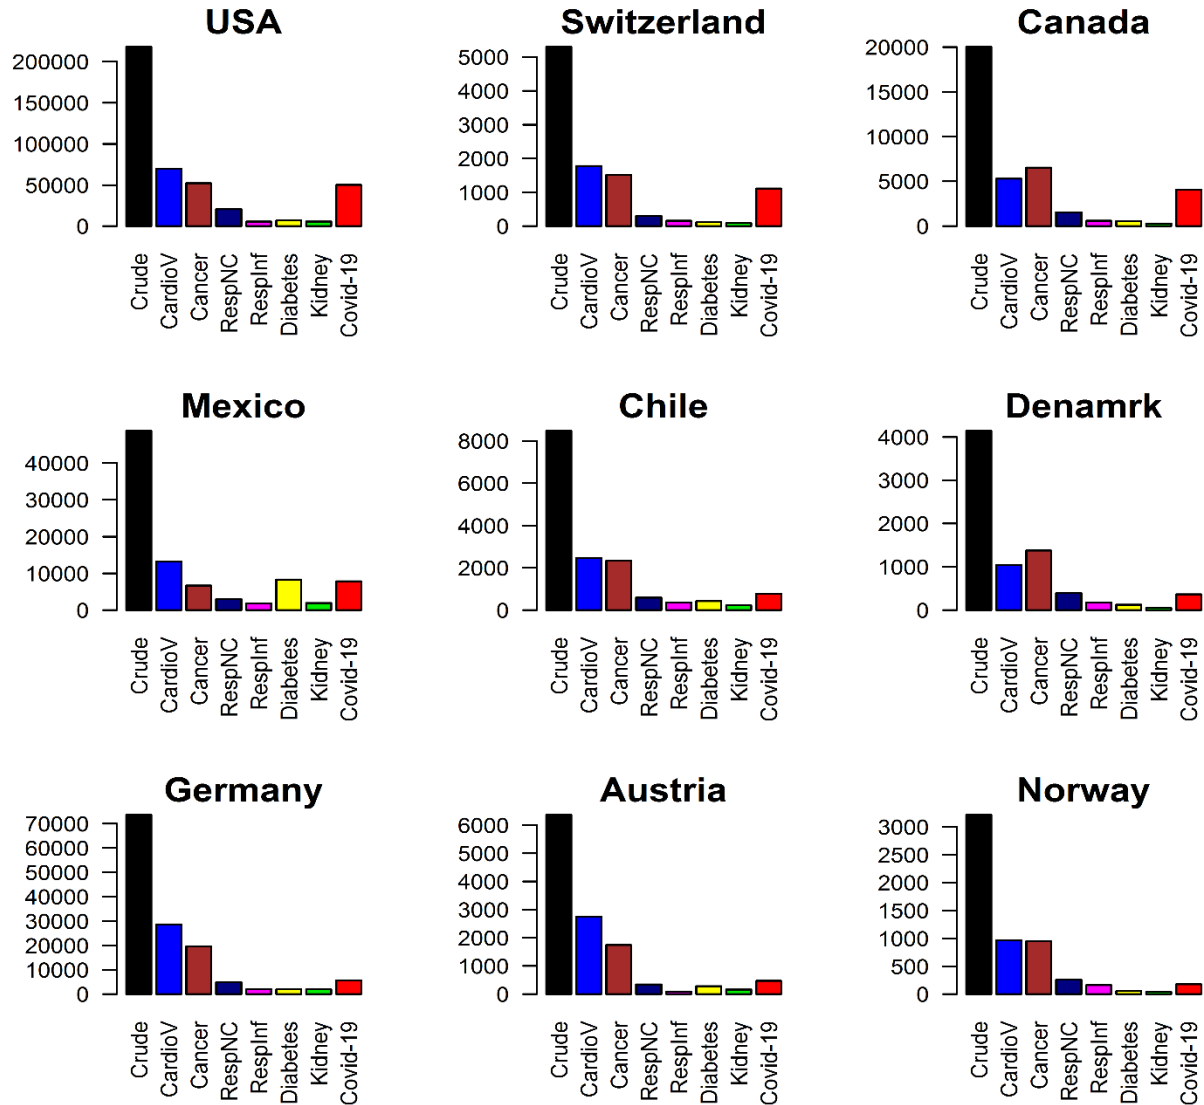 USA
200000
150000
100000
50000
0
Crude
CardioV
Cancer
RespNC
RespInf
Diabetes
Kidney
Covid-19
Switzerland
5000
4000
3000
2000
1000
0
Crude
CardioV
Cancer
RespNC
RespInf
Diabetes
Kidney
Covid-19
Canada
20000
15000
10000
5000
0
Crude
CardioV
Cancer
RespNC
RespInf
Diabetes
Kidney
Covid-19
Mexico
40000
30000
20000
10000
0
Crude
CardioV
Cancer
RespNC
RespInf
Diabetes
Kidney
Covid-19
Chile
8000
6000
4000
2000
0
Crude
CardioV
Cancer
RespNC
RespInf
Diabetes
Kidney
Covid-19
Denamrk
4000
3000
2000
1000
0
Crude
CardioV
Cancer
RespNC
RespInf
Diabetes
Kidney
Covid-19
Germany
70000
60000
50000
40000
30000
20000
10000
0
Crude
CardioV
Cancer
RespNC
RespInf
Diabetes
Kidney
Covid-19
Austria
6000
5000
4000
3000
2000
1000
0
Crude
CardioV
Cancer
RespNC
RespInf
Diabetes
Kidney
Covid-19
Norway
3000
2500
2000
1500
1000
500
0
Crude
CardioV
Cancer
RespNC
RespInf
Diabetes
Kidney
Covid-19